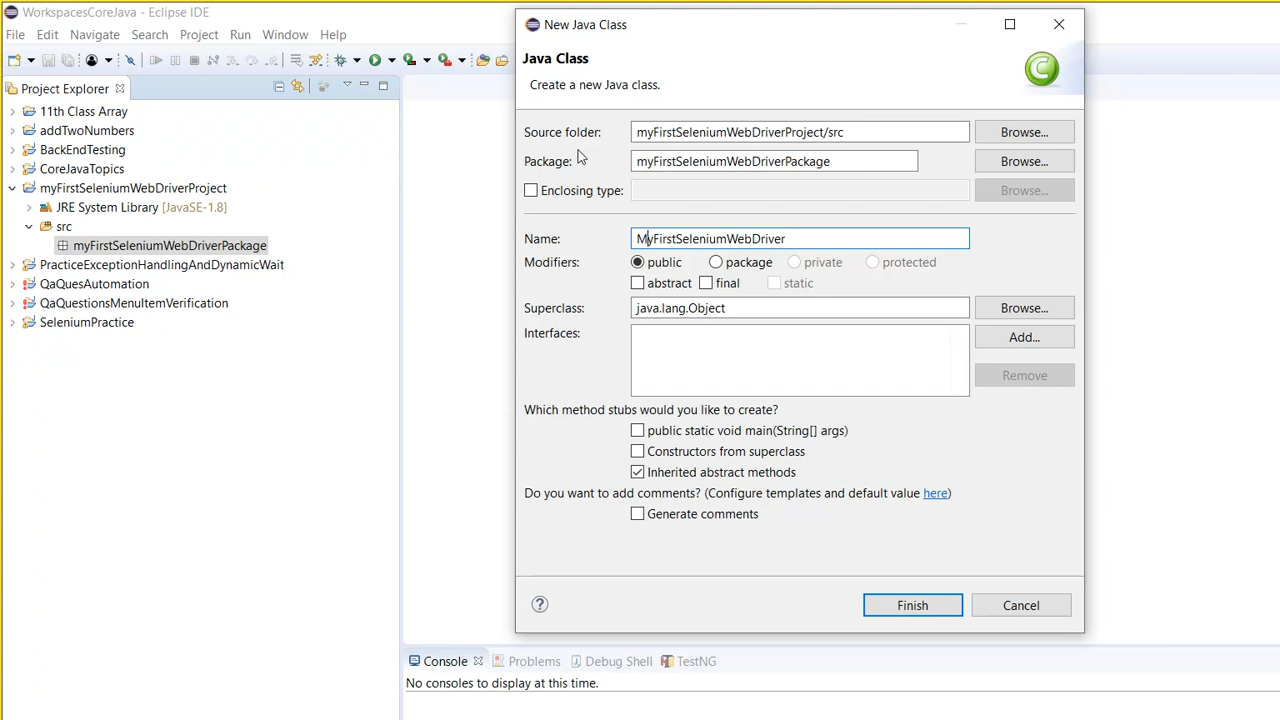 WorkspacesCoreJava - Eclipse IDE
File Edit Navigate Search Project Run Window Help
Project Explorer
11th Class Array
addTwoNumbers
BackEndTesting
CoreJavaTopics
myFirstSeleniumWebDriverProject
JRE System Library [JavaSE-1.8]
src
myFirstSeleniumWebDriverPackage
PracticeExceptionHandlingAndDynamicWait
QaQuesAutomation
QaQuestionsMenuItemVerification
SeleniumPractice
New Java Class
Java Class
Create a new Java class.
C
Source folder: myFirstSeleniumWebDriverProject/src Browse...
Package: myFirstSeleniumWebDriverPackage Browse...
Enclosing type: Browse...
Name: MyFirstSeleniumWebDriver
Modifiers: public package private protected
abstract final static
Superclass: java.lang.Object Browse...
Interfaces: Add...
Remove
Which method stubs would you like to create?
public static void main(String[] args)
Constructors from superclass
Inherited abstract methods
Do you want to add comments? (Configure templates and default value here)
Generate comments
? Finish Cancel
Console Problems Debug Shell TestNG
No consoles to display at this time.